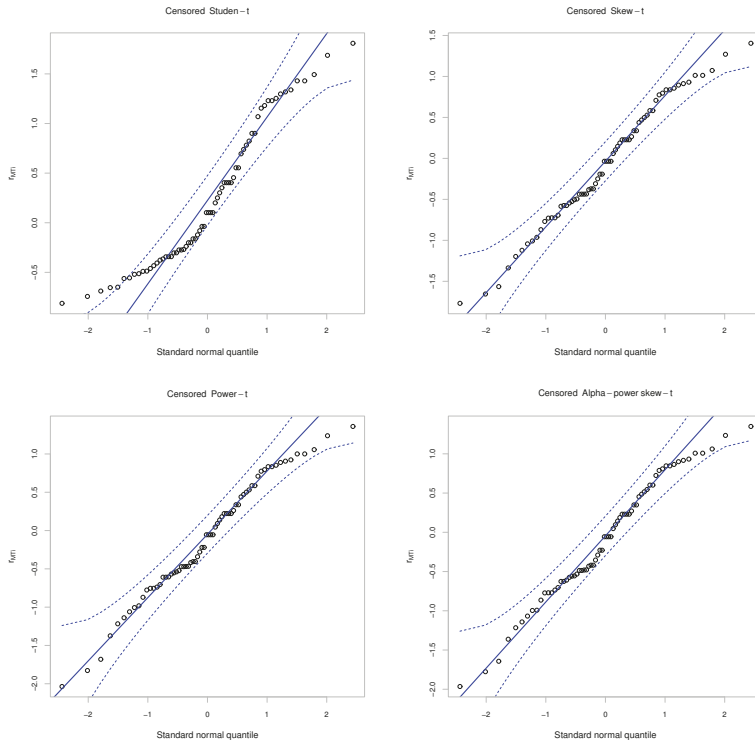 Censored Studen−t
r_MTi
−0.5 0.0 0.5 1.0 1.5
−2 −1 0 1 2
Standard normal quantile
Censored Skew−t
r_MTi
−1.5 −1.0 −0.5 0.0 0.5 1.0 1.5
−2 −1 0 1 2
Standard normal quantile
Censored Power−t
r_MTi
−2.0 −1.5 −1.0 −0.5 0.0 0.5 1.0
−2 −1 0 1 2
Standard normal quantile
Censored Alpha−power skew−t
r_MTi
−2.0 −1.5 −1.0 −0.5 0.0 0.5 1.0
−2 −1 0 1 2
Standard normal quantile